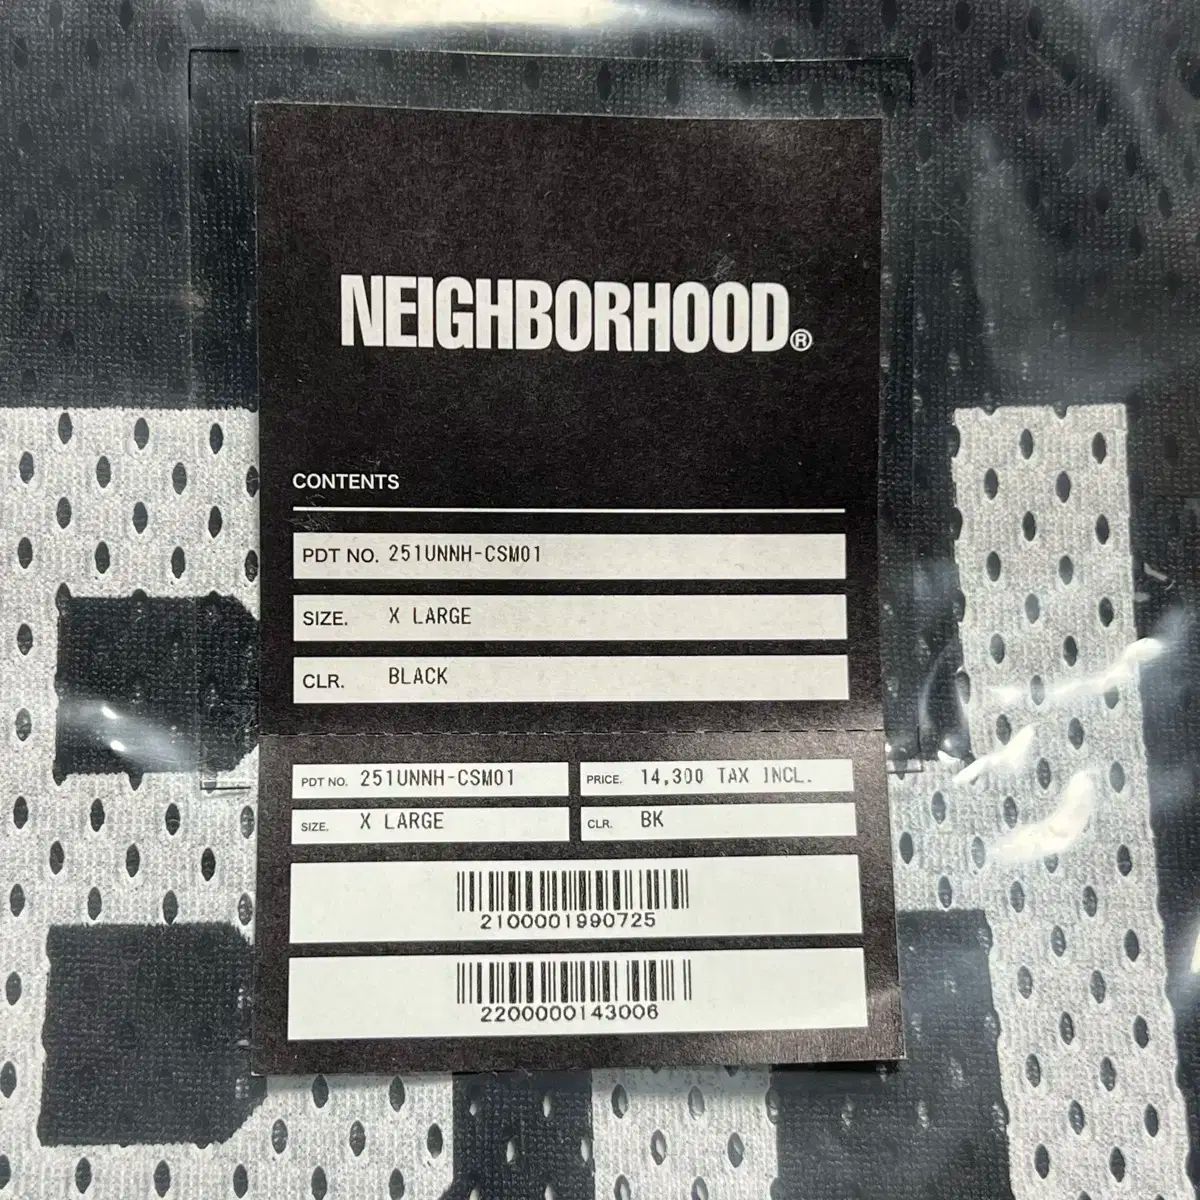 NEIGHBORHOOD®
CONTENTS
PDT NO. 251UNNH-CSM01
SIZE. X LARGE
CLR. BLACK
PDT NO. 251UNNH-CSM01 PRICE. 14,300 TAX INCL.
SIZE. X LARGE CLR. BK
2100001990725
2200000143006